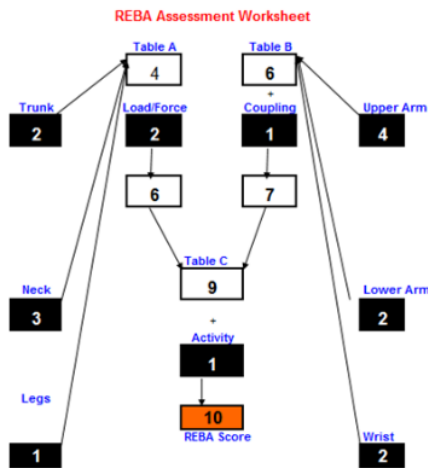 REBA Assessment Worksheet
Table A Table B
4 6
+
Trunk Load/Force Coupling Upper Arm
2 2 1 4
6 7
Table C
9
Neck Lower Arm
3 2
+
Activity
1
Legs
10
REBA Score Wrist
1 2